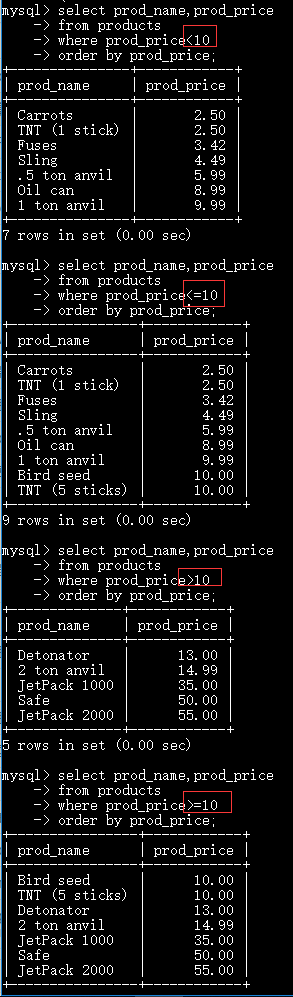 mysql> select prod_name,prod_price
-> from products
-> where prod_price<10
-> order by prod_price;
+--------------+------------+
| prod_name    | prod_price |
+--------------+------------+
| Carrots      |       2.50 |
| TNT (1 stick) |       2.50 |
| Fuses        |       3.42 |
| Sling        |       4.49 |
| .5 ton anvil |       5.99 |
| Oil can      |       8.99 |
| 1 ton anvil  |       9.99 |
+--------------+------------+
7 rows in set (0.00 sec)
mysql> select prod_name,prod_price
-> from products
-> where prod_price<=10
-> order by prod_price;
+----------------+------------+
| prod_name      | prod_price |
+----------------+------------+
| Carrots        |       2.50 |
| TNT (1 stick)  |       2.50 |
| Fuses          |       3.42 |
| Sling          |       4.49 |
| .5 ton anvil   |       5.99 |
| Oil can        |       8.99 |
| 1 ton anvil    |       9.99 |
| Bird seed      |      10.00 |
| TNT (5 sticks) |      10.00 |
+----------------+------------+
9 rows in set (0.00 sec)
mysql> select prod_name,prod_price
-> from products
-> where prod_price>10
-> order by prod_price;
+--------------+------------+
| prod_name    | prod_price |
+--------------+------------+
| Detonator    |      13.00 |
| 2 ton anvil  |      14.99 |
| JetPack 1000 |      35.00 |
| Safe         |      50.00 |
| JetPack 2000 |      55.00 |
+--------------+------------+
5 rows in set (0.00 sec)
mysql> select prod_name,prod_price
-> from products
-> where prod_price>=10
-> order by prod_price;
+----------------+------------+
| prod_name      | prod_price |
+----------------+------------+
| Bird seed      |      10.00 |
| TNT (5 sticks) |      10.00 |
| Detonator      |      13.00 |
| 2 ton anvil    |      14.99 |
| JetPack 1000   |      35.00 |
| Safe           |      50.00 |
| JetPack 2000   |      55.00 |
+----------------+------------+